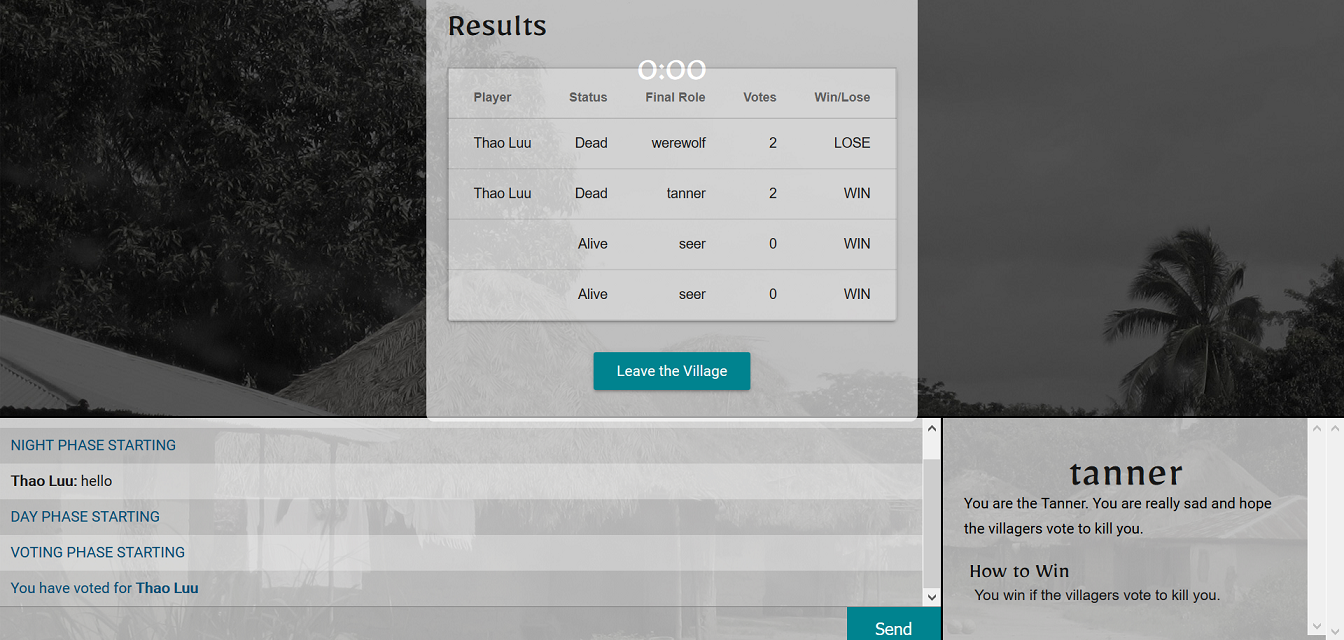 Results
0:00
Player Status Final Role Votes Win/Lose
Thao Luu Dead werewolf 2 LOSE
Thao Luu Dead tanner 2 WIN
Alive seer 0 WIN
Alive seer 0 WIN
Leave the Village
NIGHT PHASE STARTING
Thao Luu: hello
DAY PHASE STARTING
VOTING PHASE STARTING
You have voted for Thao Luu
Send
tanner
You are the Tanner. You are really sad and hope
the villagers vote to kill you.
How to Win
You win if the villagers vote to kill you.